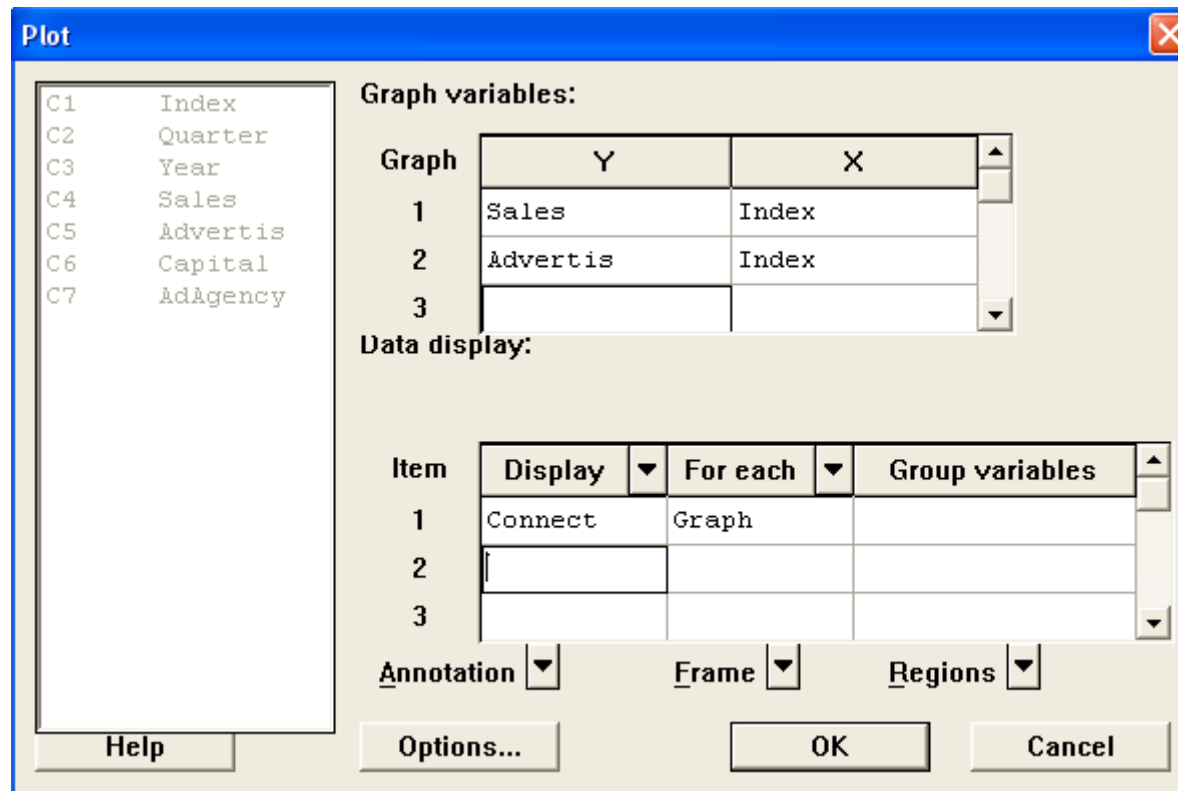 Plot
C1 Index
C2 Quarter
C3 Year
C4 Sales
C5 Advertis
C6 Capital
C7 AdAgency
Graph variables:
Graph Y X
1 Sales Index
2 Advertis Index
3
Data display:
Item Display For each Group variables
1 Connect Graph
2
3
Annotation Frame Regions
Help Options... OK Cancel